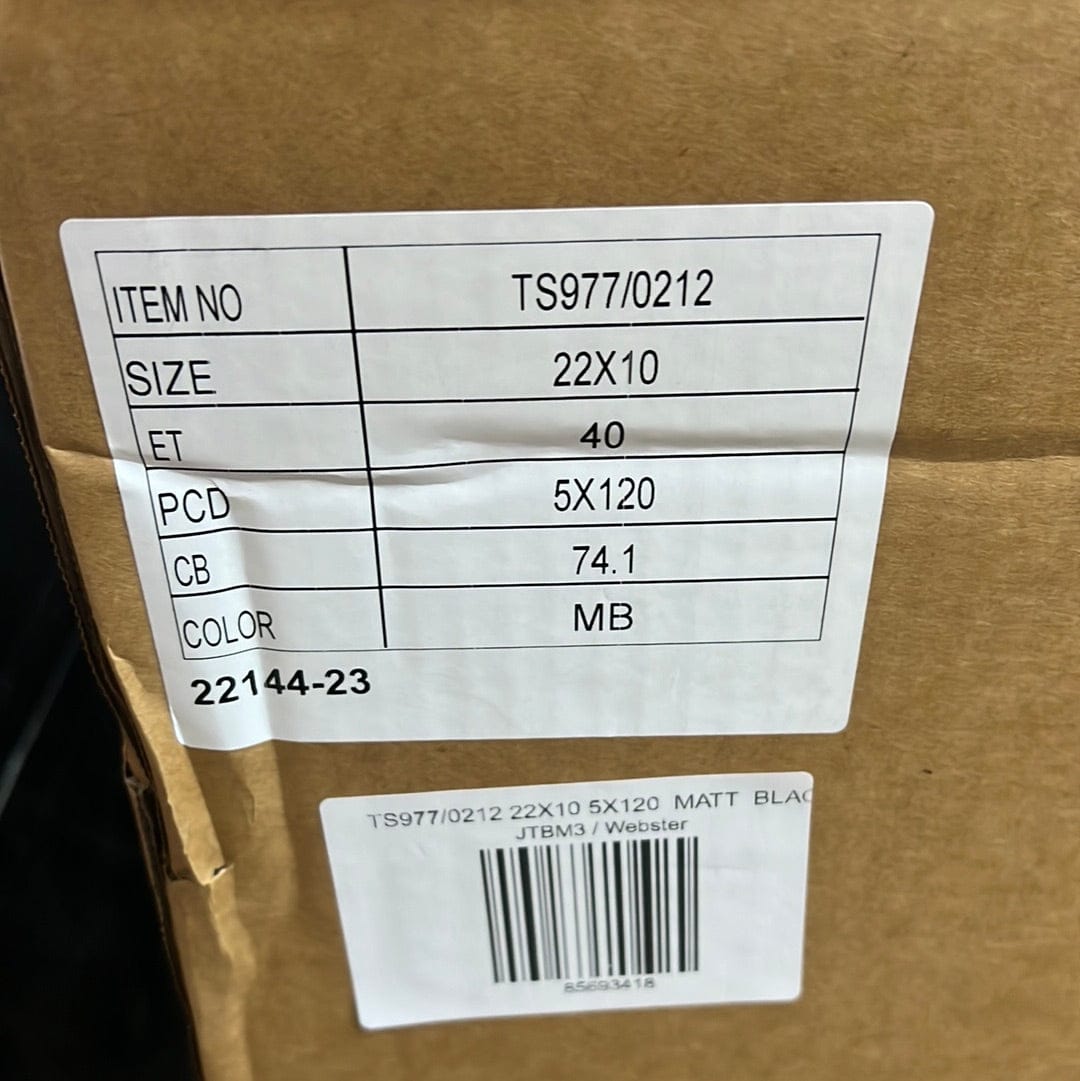 ITEM NO TS977/0212
SIZE 22X10
ET 40
PCD 5X120
CB 74.1
COLOR MB
22144-23
TS977/0212 22X10 5X120 MATT BLAC
JTBM3 / Webster
85693418